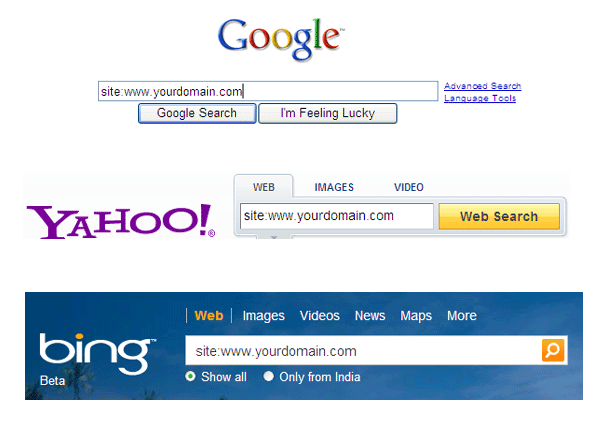 Google™
site:www.yourdomain.com
Advanced Search
Language Tools
Google Search I'm Feeling Lucky
WEB IMAGES VIDEO
YAHOO!® site:www.yourdomain.com Web Search
Web Images Videos News Maps More
bing™ site:www.yourdomain.com
Beta Show all Only from India